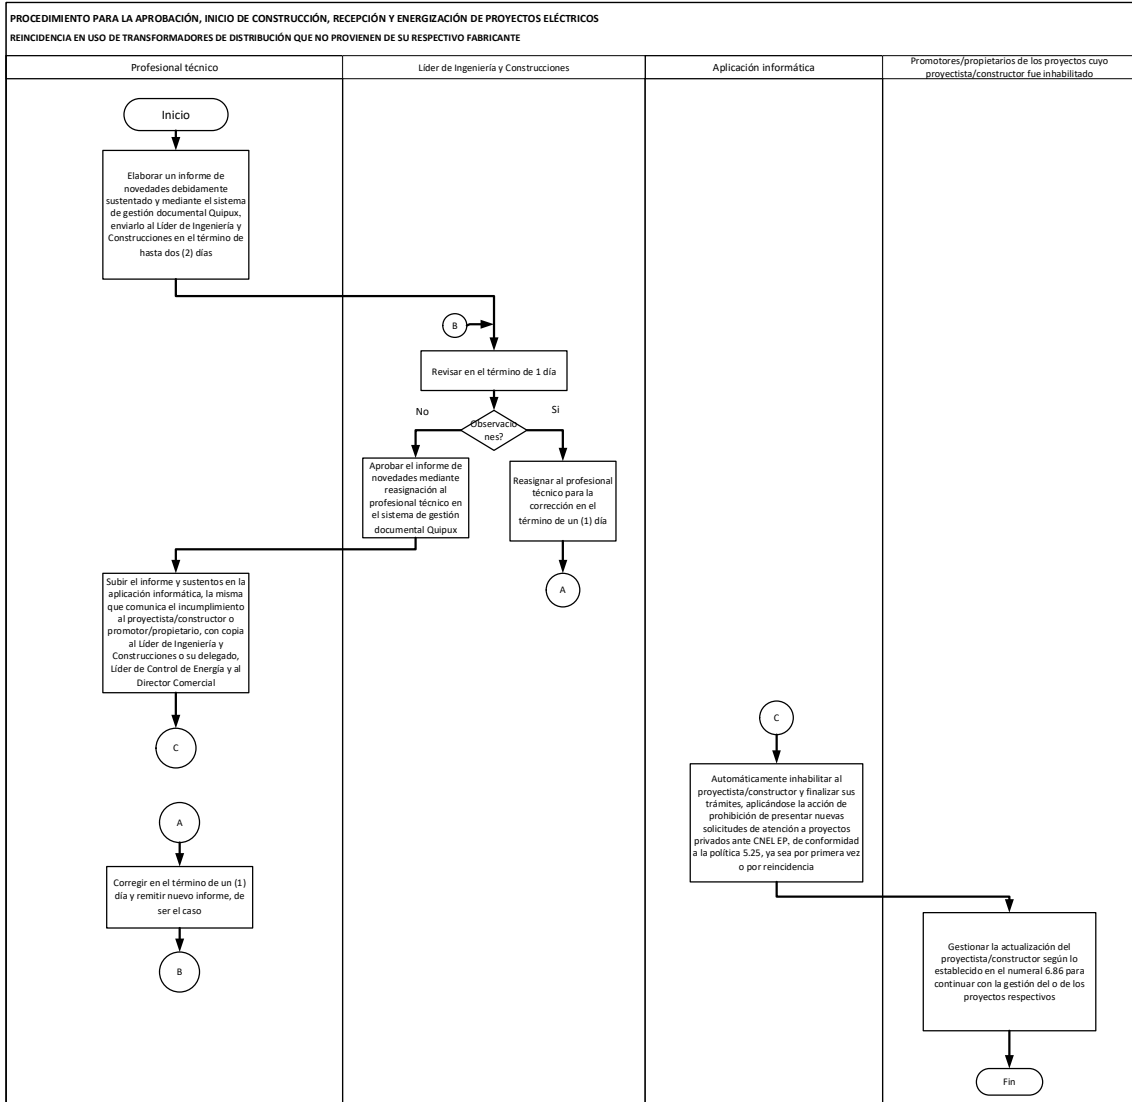 PROCEDIMIENTO PARA LA APROBACIÓN, INICIO DE CONSTRUCCIÓN, RECEPCIÓN Y ENERGIZACIÓN DE PROYECTOS ELÉCTRICOS
REINCIDENCIA EN USO DE TRANSFORMADORES DE DISTRIBUCIÓN QUE NO PROVIENEN DE SU RESPECTIVO FABRICANTE
Profesional técnico
Líder de Ingeniería y Construcciones
Aplicación informática
Promotores/propietarios de los proyectos cuyo
proyectista/constructor fue inhabilitado
Inicio
Elaborar un informe de
novedades debidamente
sustentado y mediante el sistema
de gestión documental Quipux,
enviarlo al Líder de Ingeniería y
Construcciones en el término de
hasta dos (2) días
B
Revisar en el término de 1 día
No
Si
Observacio
nes?
Aprobar el informe de
novedades mediante
reasignación al
profesional técnico en
el sistema de gestión
documental Quipux
Reasignar al profesional
técnico para la
corrección en el
término de un (1) día
A
Subir el informe y sustentos en la
aplicación informática, la misma
que comunica el incumplimiento
al proyectista/constructor o
promotor/propietario, con copia
al Líder de Ingeniería y
Construcciones o su delegado,
Líder de Control de Energía y al
Director Comercial
C
A
Corregir en el término de un (1)
día y remitir nuevo informe, de
ser el caso
B
C
Automáticamente inhabilitar al
proyectista/constructor y finalizar sus
trámites, aplicándose la acción de
prohibición de presentar nuevas
solicitudes de atención a proyectos
privados ante CNEL EP, de conformidad
a la política 5.25, ya sea por primera vez
o por reincidencia
Gestionar la actualización del
proyectista/constructor según lo
establecido en el numeral 6.86 para
continuar con la gestión del o de los
proyectos respectivos
Fin